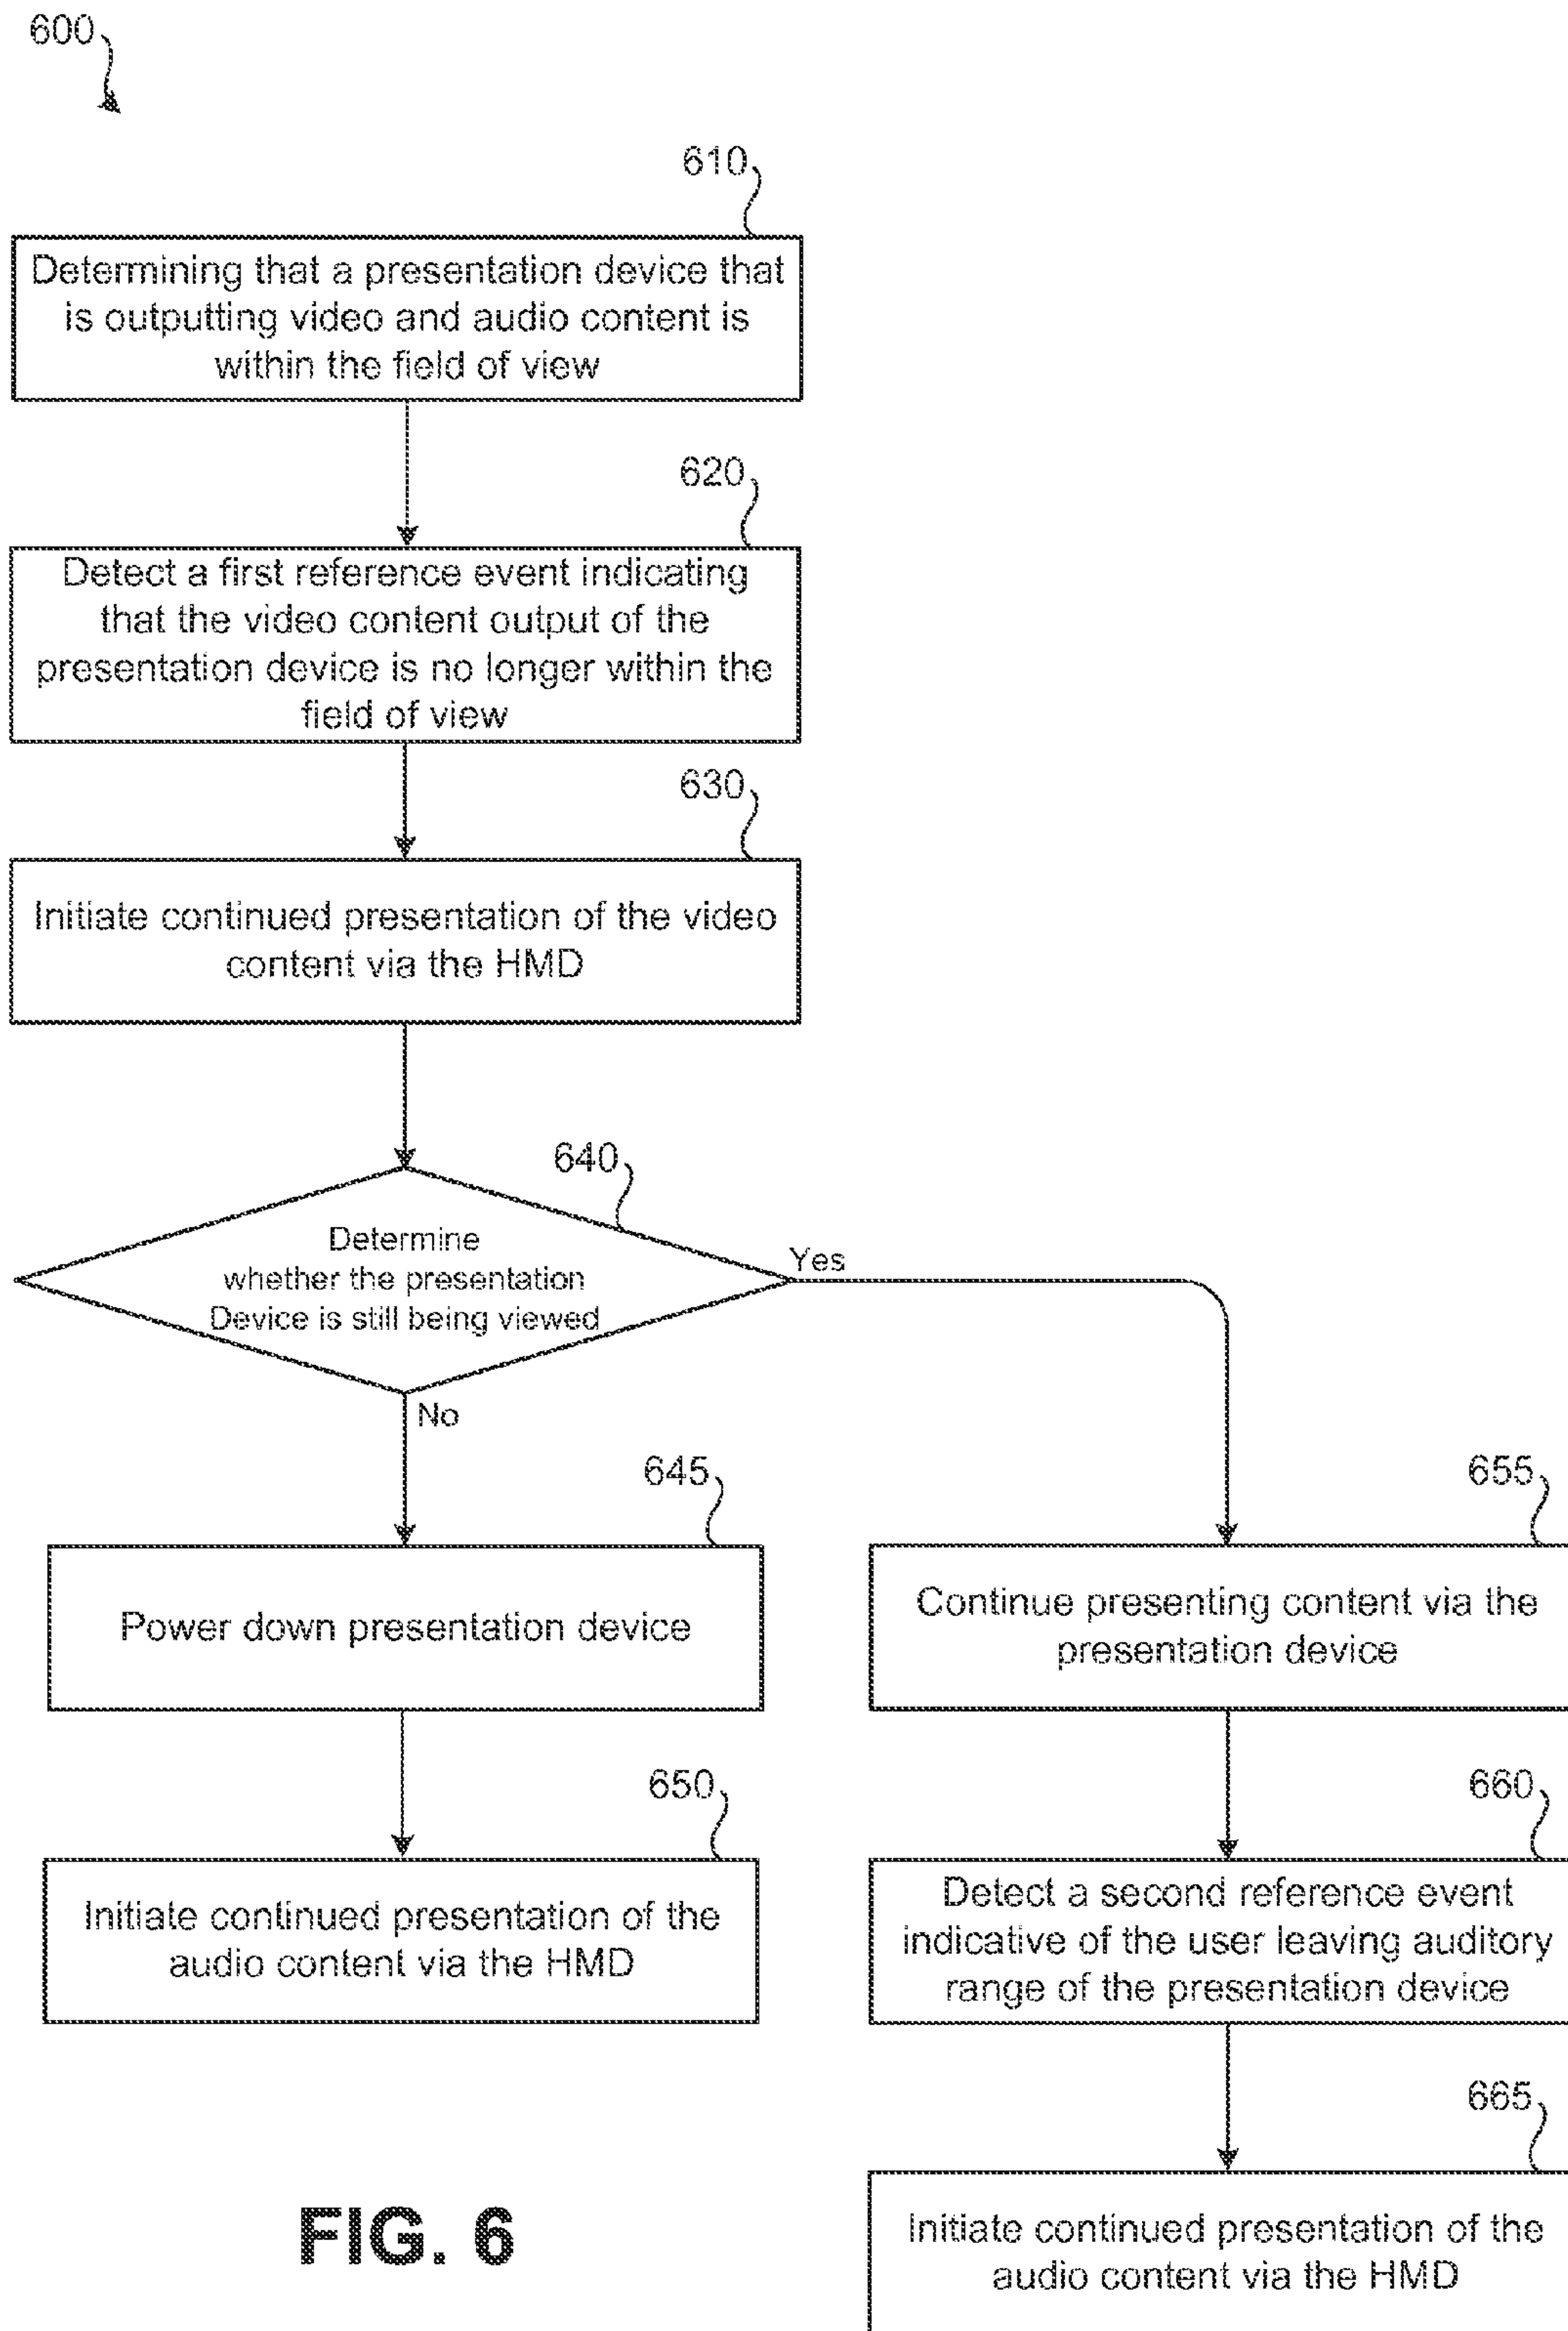 600
610
Determining that a presentation device that
is outputting video and audio content is
within the field of view
620
Detect a first reference event indicating
that the video content output of the
presentation device is no longer within the
field of view
630
Initiate continued presentation of the video
content via the HMD
640
Determine
whether the presentation
Device is still being viewed
Yes
No
645
Power down presentation device
655
Continue presenting content via the
presentation device
650
Initiate continued presentation of the
audio content via the HMD
660
Detect a second reference event
indicative of the user leaving auditory
range of the presentation device
665
Initiate continued presentation of the
audio content via the HMD
FIG. 6